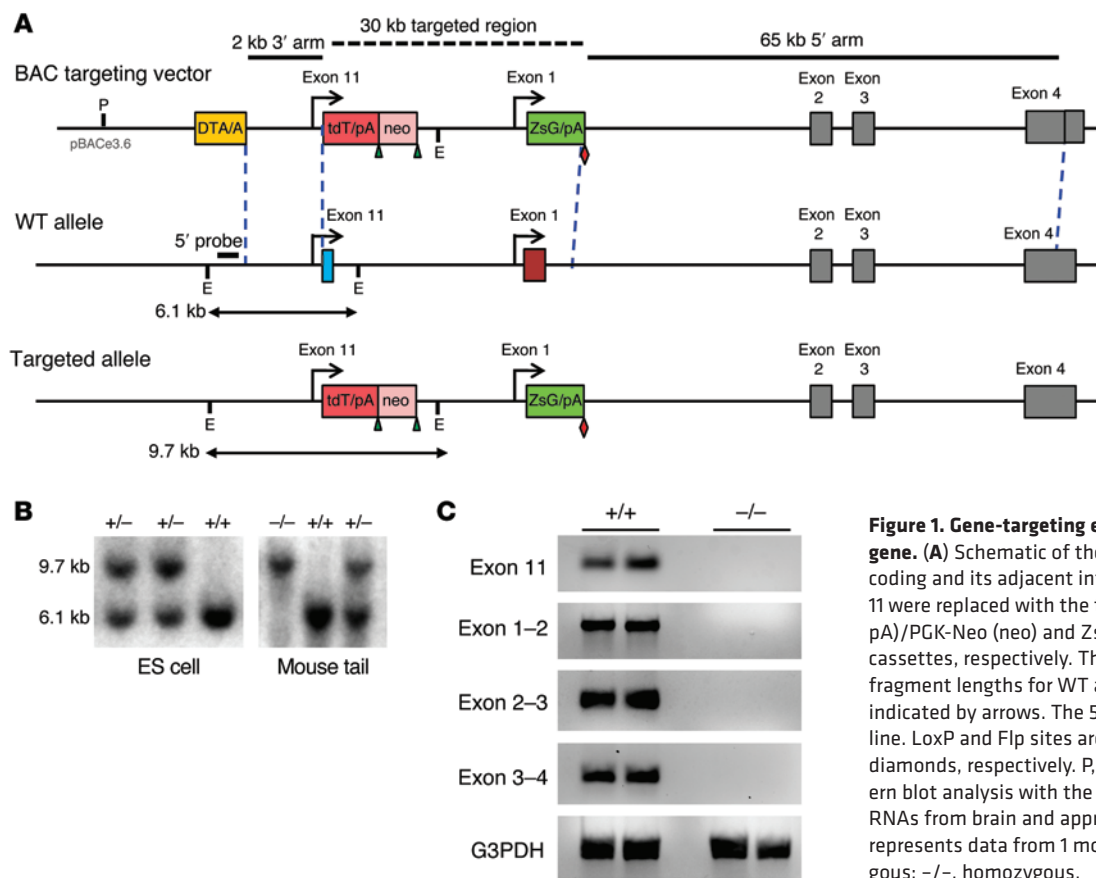 A
30 kb targeted region
2 kb 3′ arm
65 kb 5′ arm
BAC targeting vector
Exon 11
Exon 1
Exon 2
Exon 3
Exon 4
P
DTA/A
tdT/pA
neo
ZsG/pA
pBACe3.6
E
WT allele
Exon 11
Exon 1
Exon 2
Exon 3
Exon 4
5′ probe
E
E
6.1 kb
Targeted allele
Exon 11
Exon 1
Exon 2
Exon 3
Exon 4
tdT/pA
neo
ZsG/pA
E
E
9.7 kb
B
+/–
+/–
+/+
–/–
+/+
+/–
9.7 kb
6.1 kb
ES cell
Mouse tail
C
+/+
–/–
Exon 11
Exon 1–2
Exon 2–3
Exon 3–4
G3PDH
Figure 1. Gene-targeting e
gene. (A) Schematic of the
coding and its adjacent in
11 were replaced with the
pA)/PGK-Neo (neo) and Zs
cassettes, respectively. Th
fragment lengths for WT a
indicated by arrows. The 5
line. LoxP and Flp sites are
diamonds, respectively. P,
ern blot analysis with the
RNAs from brain and appr
represents data from 1 mo
gous; –/–, homozygous.